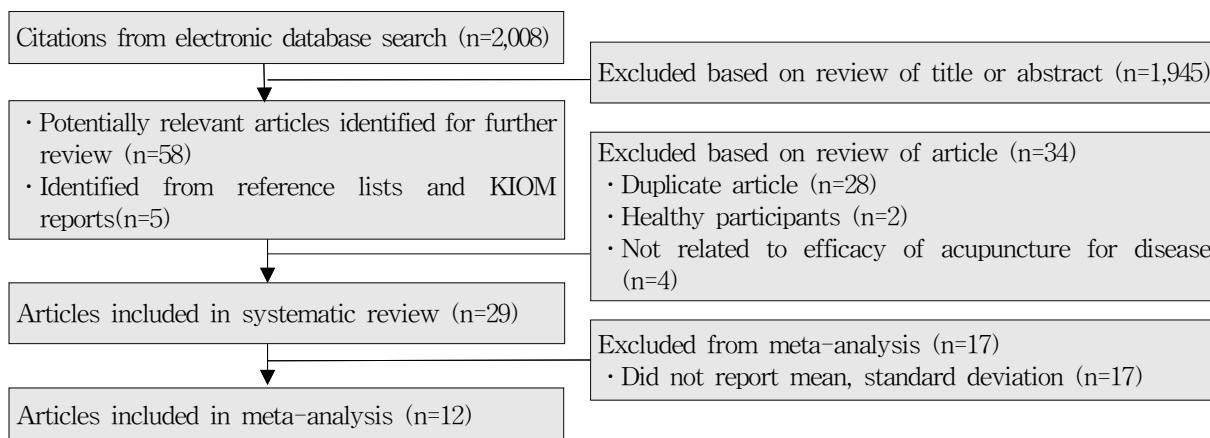 Citations from electronic database search (n=2,008)
Excluded based on review of title or abstract (n=1,945)
· Potentially relevant articles identified for further
review (n=58)
· Identified from reference lists and KIOM
reports(n=5)
Excluded based on review of article (n=34)
· Duplicate article (n=28)
· Healthy participants (n=2)
· Not related to efficacy of acupuncture for disease
(n=4)
Articles included in systematic review (n=29)
Excluded from meta-analysis (n=17)
· Did not report mean, standard deviation (n=17)
Articles included in meta-analysis (n=12)